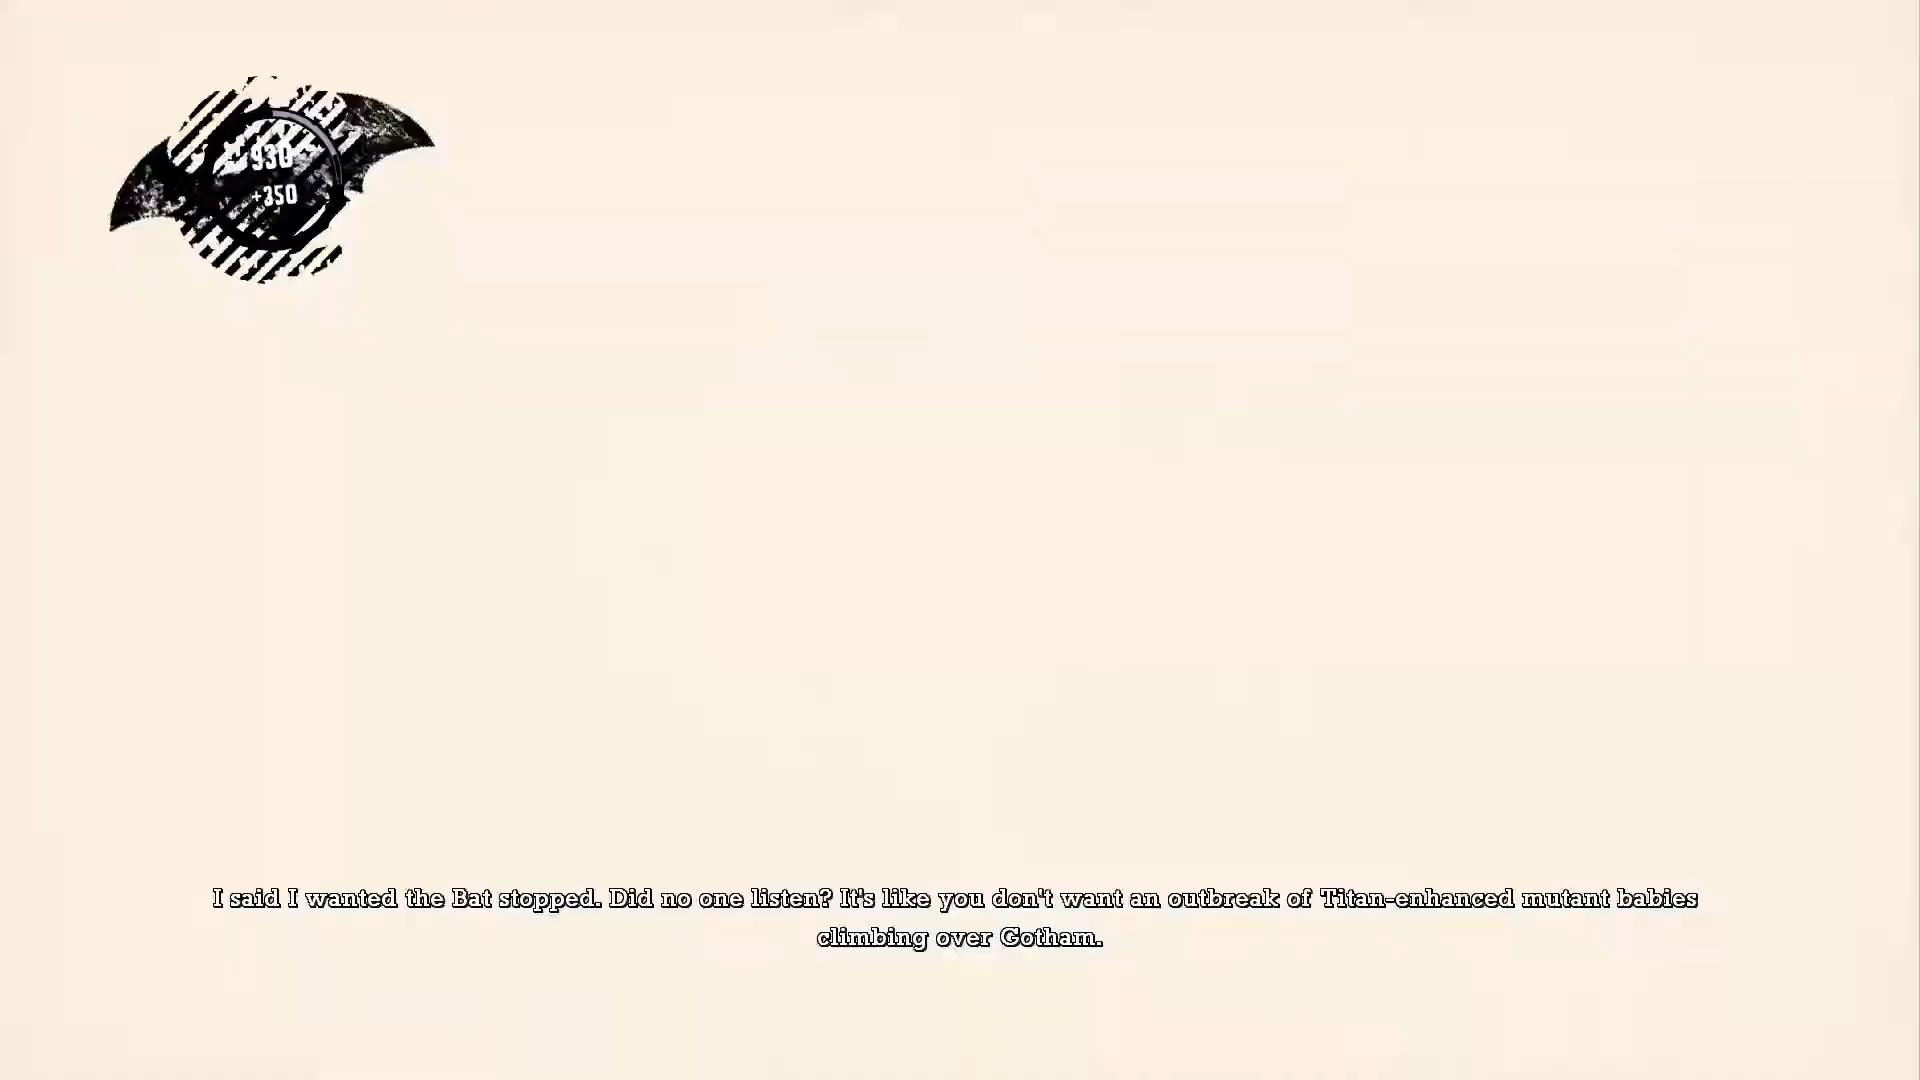 930
+350
I said I wanted the Bat stopped. Did no one listen? It's like you don't want an outbreak of Titan-enhanced mutant babies
climbing over Gotham.